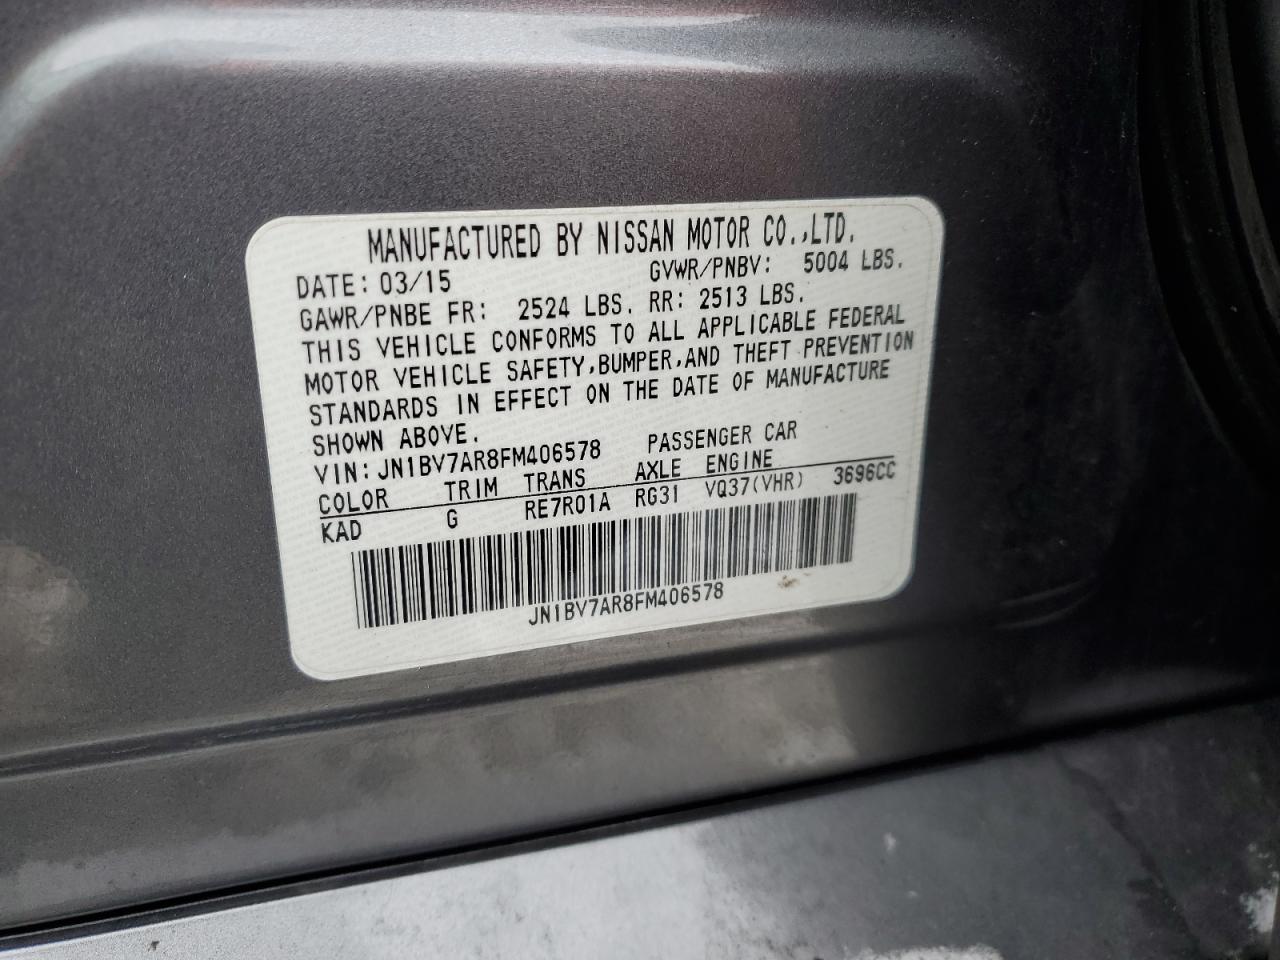 MANUFACTURED BY NISSAN MOTOR CO.,LTD.
DATE: 03/15 GVWR/PNBV: 5004 LBS.
GAWR/PNBE FR: 2524 LBS. RR: 2513 LBS.
THIS VEHICLE CONFORMS TO ALL APPLICABLE FEDERAL
MOTOR VEHICLE SAFETY,BUMPER,AND THEFT PREVENTION
STANDARDS IN EFFECT ON THE DATE OF MANUFACTURE
SHOWN ABOVE.
VIN: JN1BV7AR8FM406578 PASSENGER CAR
COLOR TRIM TRANS AXLE ENGINE
KAD G RE7R01A RG31 VQ37(VHR) 3696CC
JN1BV7AR8FM406578